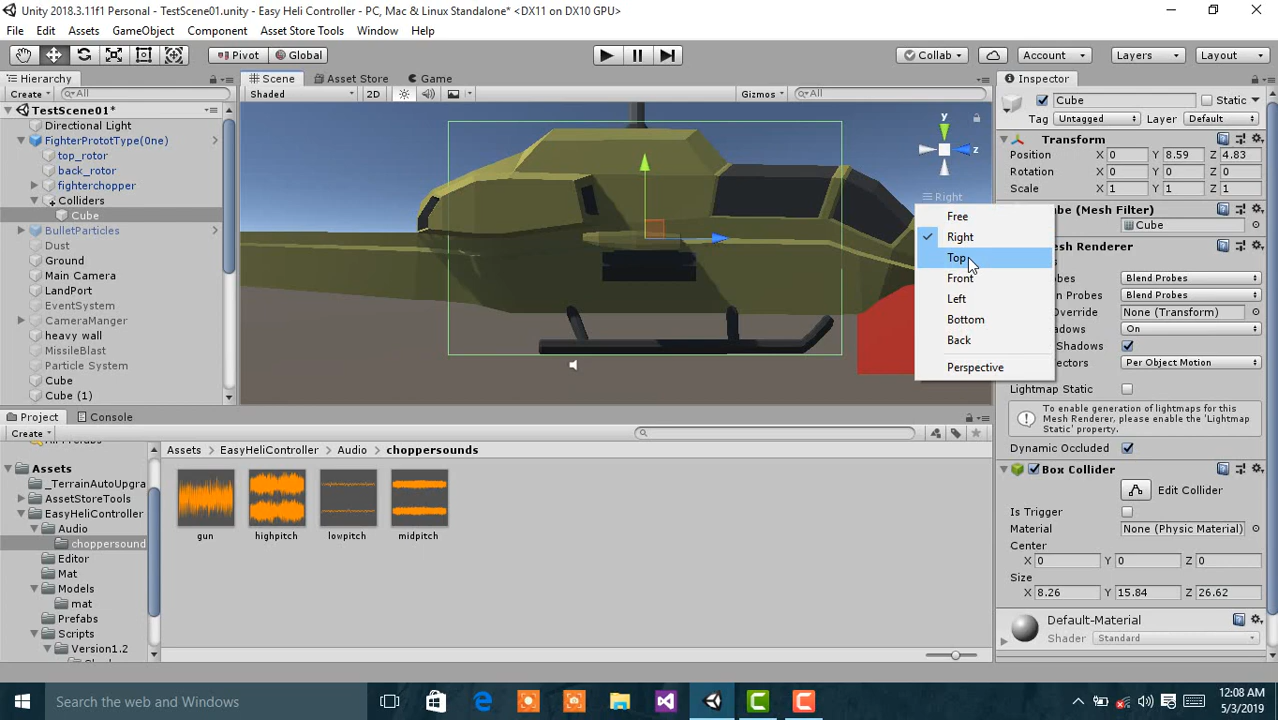 Unity 2018.3.11f1 Personal - TestScene01.unity - Easy Heli Controller - PC, Mac & Linux Standalone* <DX11 on DX10 GPU>
File Edit Assets GameObject Component Asset Store Tools Window Help
Pivot Global Collab Account Layers Layout
Hierarchy
Create All
TestScene01*
Directional Light
FighterPrototType(One)
top_rotor
back_rotor
fighterchopper
Colliders
Cube
BulletParticles
Dust
Ground
Main Camera
LandPort
EventSystem
CameraManger
heavy wall
MissileBlast
Particle System
Cube
Cube (1)
Scene Asset Store Game
Shaded 2D Gizmos All
y
z
Right
Free
Right
Top
Front
Left
Bottom
Back
Perspective
Inspector
Cube Static
Tag Untagged Layer Default
Transform
Position X 0 Y 8.59 Z 4.83
Rotation X 0 Y 0 Z 0
Scale X 1 Y 1 Z 1
Cube (Mesh Filter)
Cube
Mesh Renderer
Blend Probes
Blend Probes
None (Transform)
On
Per Object Motion
Lightmap Static
To enable generation of lightmaps for this
Mesh Renderer, please enable the 'Lightmap
Static' property.
Dynamic Occluded
Box Collider
Edit Collider
Is Trigger
Material None (Physic Material)
Center
X 0 Y 0 Z 0
Size
X 8.26 Y 15.84 Z 26.62
Default-Material
Shader Standard
Project Console
Create
Assets
_TerrainAutoUpgra
AssetStoreTools
EasyHeliController
Audio
choppersound
Editor
Mat
Models
mat
Prefabs
Scripts
Version1.2
Assets EasyHeliController Audio choppersounds
gun highpitch lowpitch midpitch
Search the web and Windows
12:08 AM
5/3/2019